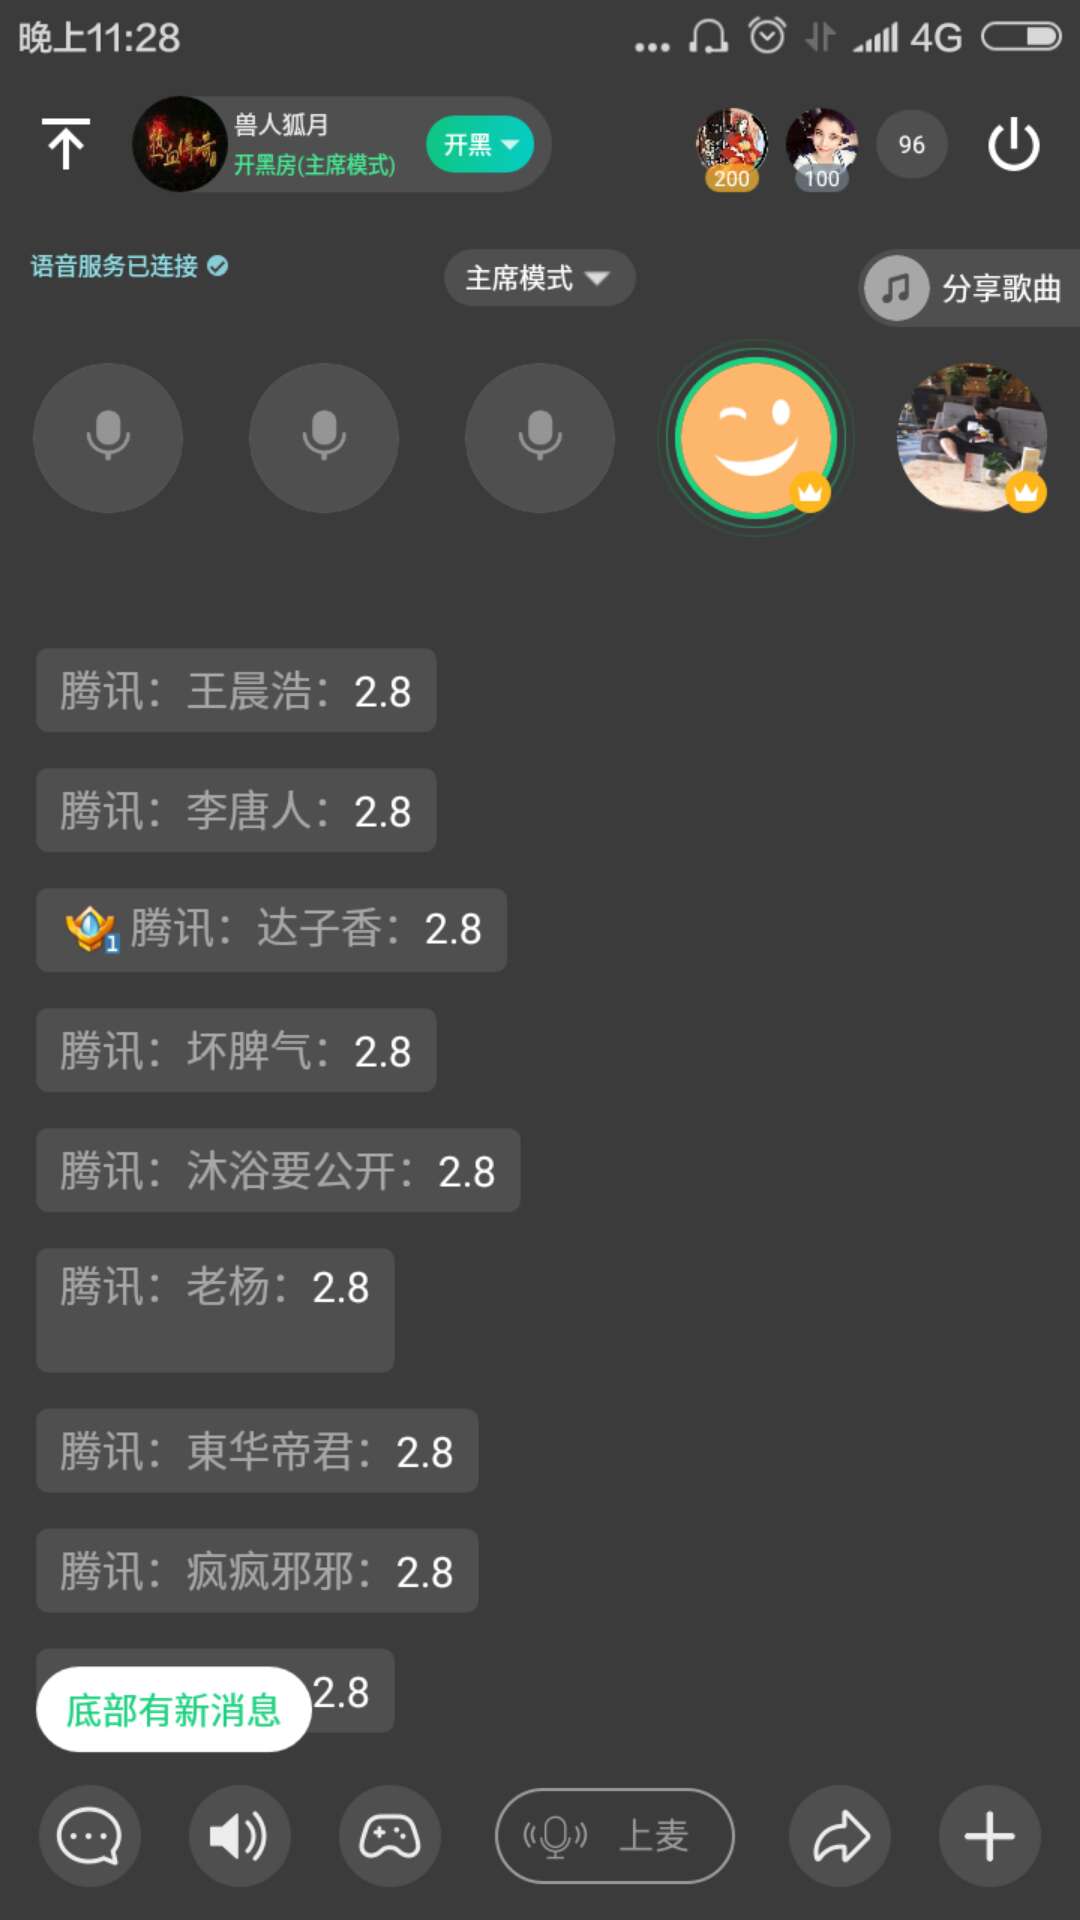 晚上11:28
4G
热血传奇
兽人狐月
开黑房(主席模式)
开黑
200
100
96
语音服务已连接
主席模式
分享歌曲
腾讯：王晨浩：2.8
腾讯：李唐人：2.8
1 腾讯：达子香：2.8
腾讯：坏脾气：2.8
腾讯：沐浴要公开：2.8
腾讯：老杨：2.8
腾讯：東华帝君：2.8
腾讯：疯疯邪邪：2.8
2.8
底部有新消息
上麦